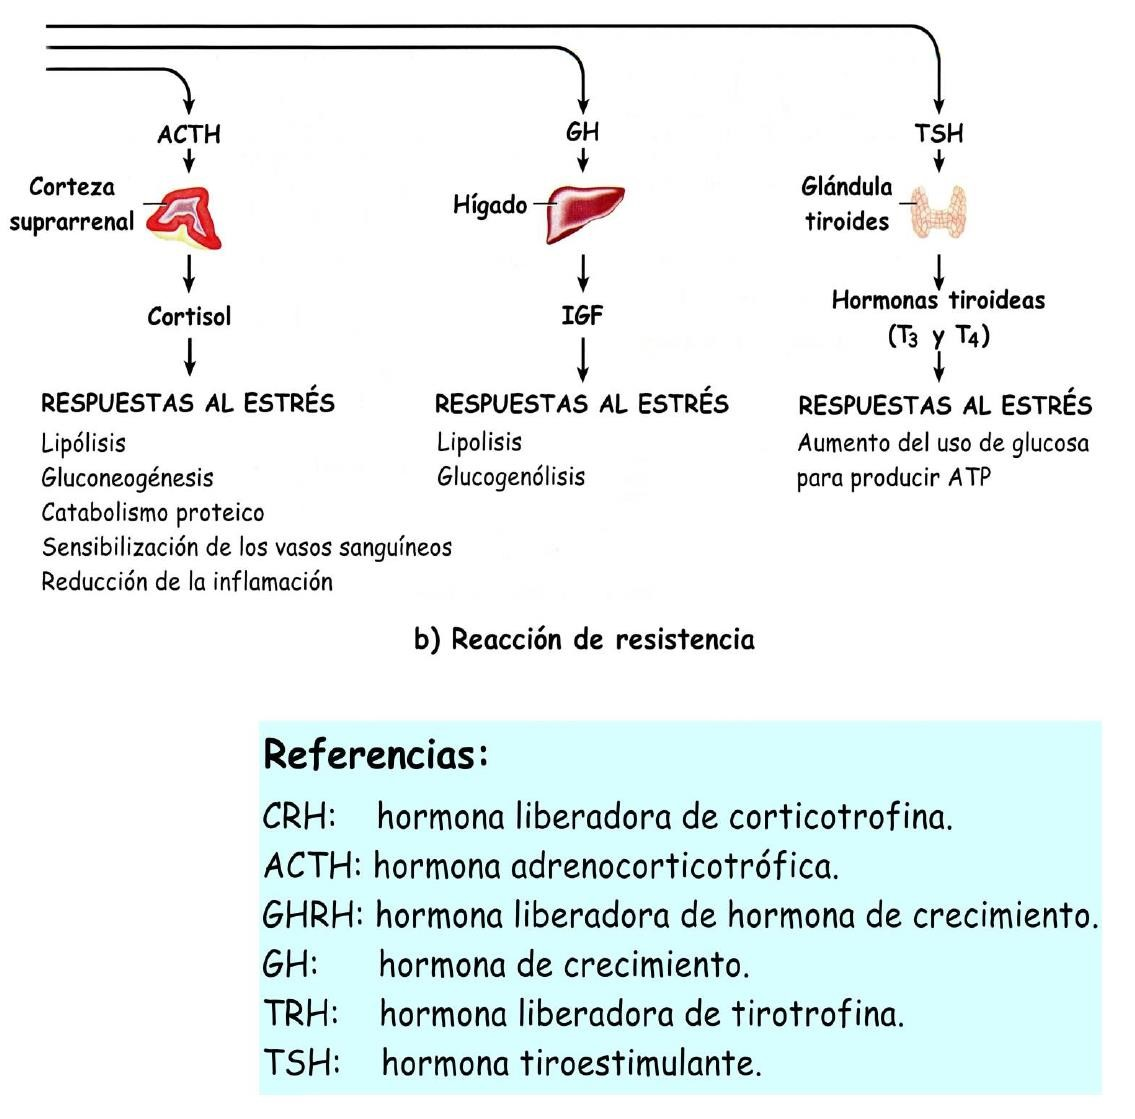 ACTH
GH
TSH
Corteza
suprarrenal
Hígado
Glándula
tiroides
Cortisol
IGF
Hormonas tiroideas
(T3 y T4)
RESPUESTAS AL ESTRÉS
Lipólisis
Gluconeogénesis
Catabolismo proteico
Sensibilización de los vasos sanguíneos
Reducción de la inflamación
RESPUESTAS AL ESTRÉS
Lipolisis
Glucogenólisis
RESPUESTAS AL ESTRÉS
Aumento del uso de glucosa
para producir ATP
b) Reacción de resistencia
Referencias:
CRH: hormona liberadora de corticotrofina.
ACTH: hormona adrenocorticotrófica.
GHRH: hormona liberadora de hormona de crecimiento.
GH: hormona de crecimiento.
TRH: hormona liberadora de tirotrofina.
TSH: hormona tiroestimulante.